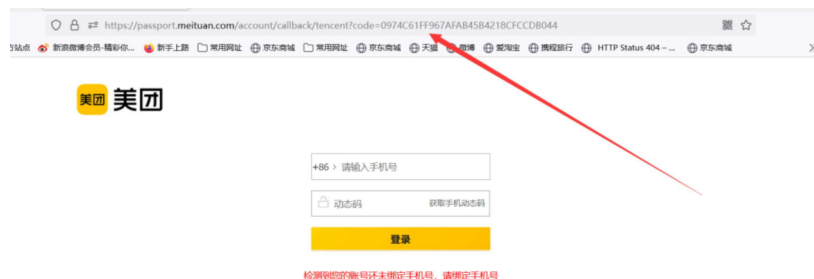 https://passport.meituan.com/account/callback/tencent?code=0974C61FF967AFAB45B4218CFCCDB044
站点 新浪微博会员-精彩你... 新手上路 常用网址 京东商城 常用网址 京东商城 天猫 微博 爱淘宝 携程旅行 HTTP Status 404 – ... 京东商城
美团 美团
+86 > 请输入手机号
动态码 获取手机动态码
登录
检测到您的账号还未绑定手机号，请绑定手机号